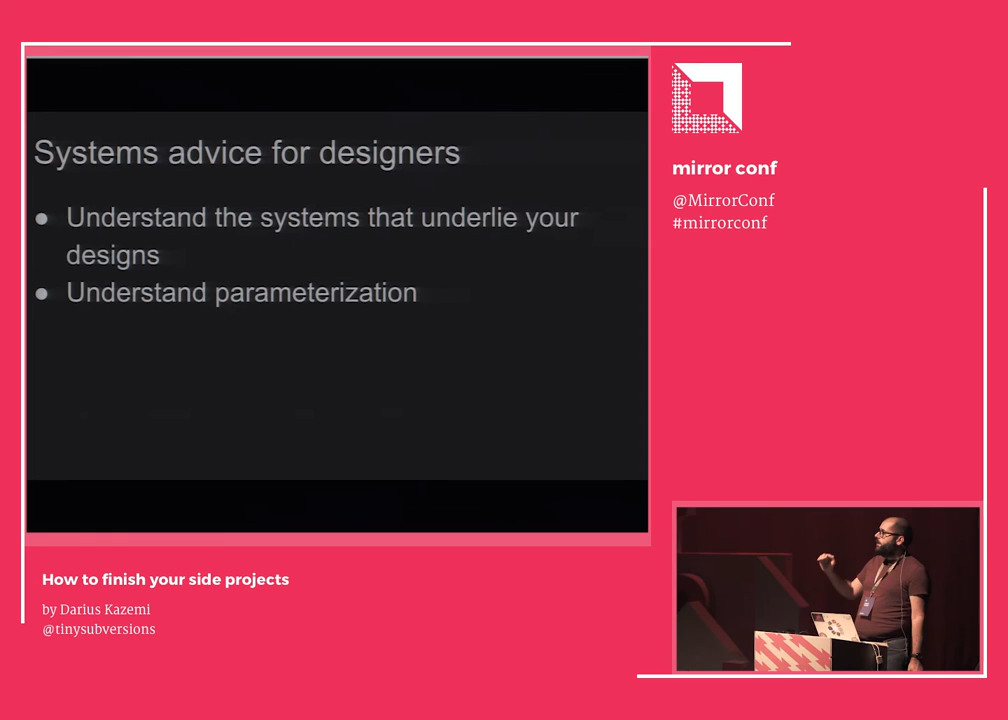 Systems advice for designers
● Understand the systems that underlie your
designs
● Understand parameterization
mirror conf
@MirrorConf
#mirrorconf
How to finish your side projects
by Darius Kazemi
@tinysubversions